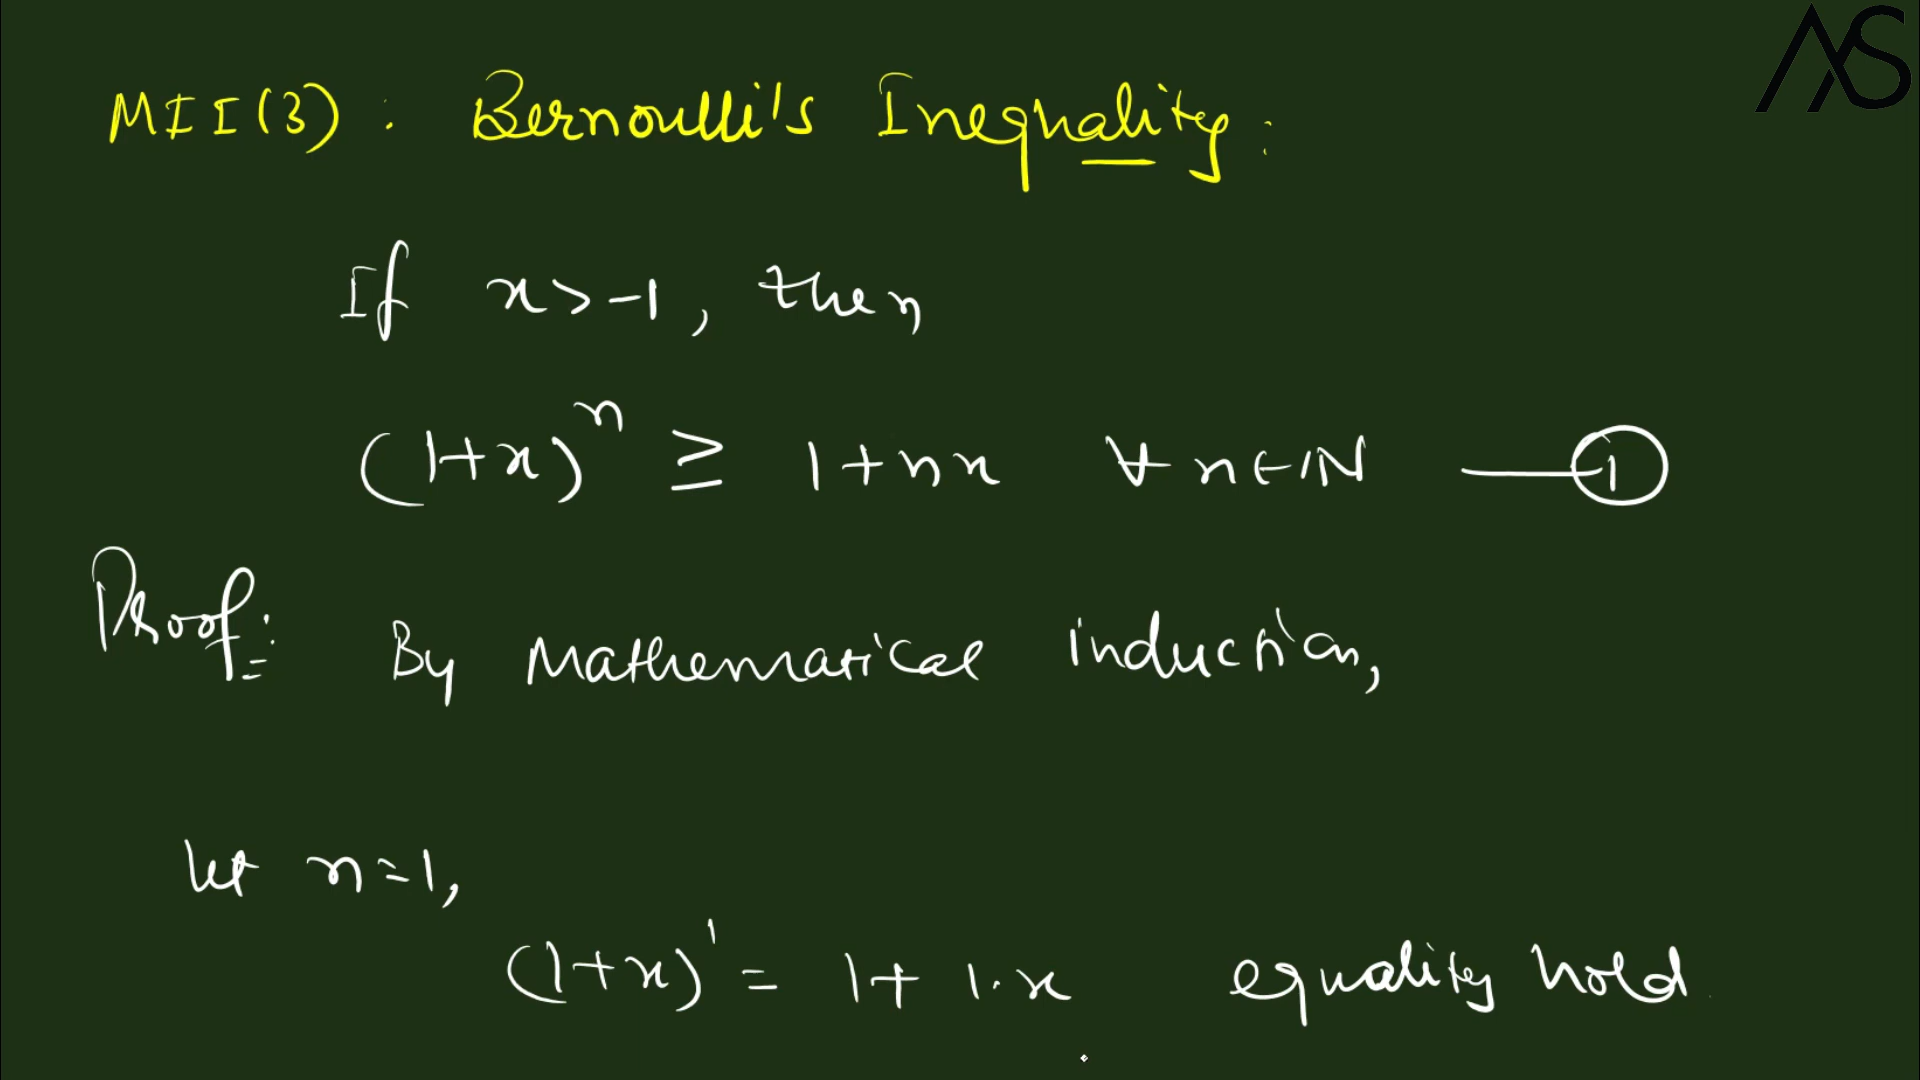 AS
MII(3) : Bernoulli's Inequality :
If x > -1, then
(1+x)^n ≥ 1+nx ∀ n∈ℕ — ①
Proof: By Mathematical induction,
let n=1,
(1+x)^1 = 1+ 1.x equality hold